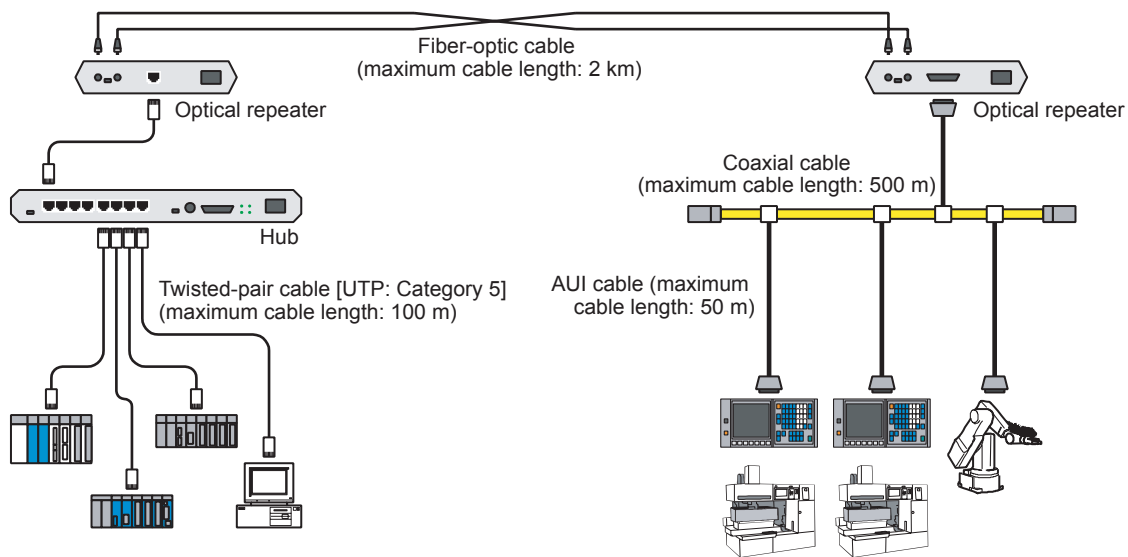 Fiber-optic cable
(maximum cable length: 2 km)
Optical repeater
Optical repeater
Coaxial cable
(maximum cable length: 500 m)
Hub
Twisted-pair cable [UTP: Category 5]
(maximum cable length: 100 m)
AUI cable (maximum
cable length: 50 m)